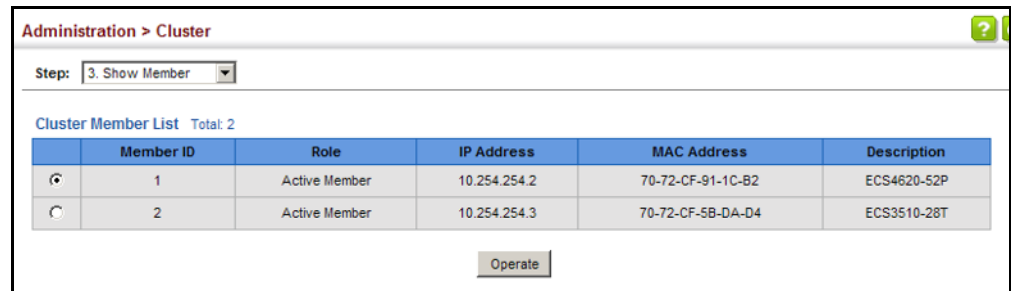 Administration > Cluster
?
Step: 3. Show Member
Cluster Member List Total: 2
Member ID Role IP Address MAC Address Description
1 Active Member 10.254.254.2 70-72-CF-91-1C-B2 ECS4620-52P
2 Active Member 10.254.254.3 70-72-CF-5B-DA-D4 ECS3510-28T
Operate